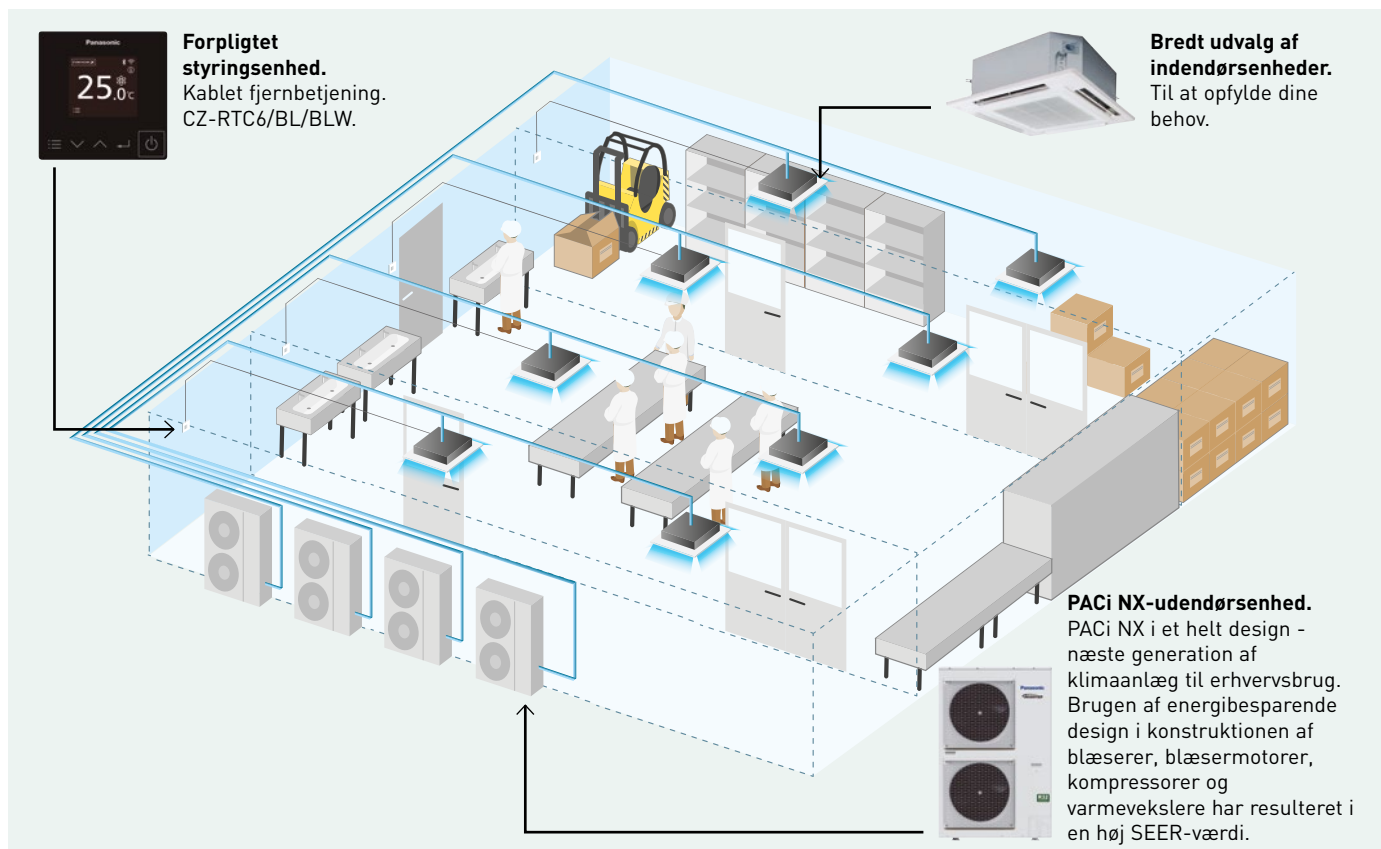 Panasonic
25.0°C
Forpligtet
styringsenhed.
Kablet fjernbetjening.
CZ-RTC6/BL/BLW.
Bredt udvalg af
indendørsenheder.
Til at opfylde dine
behov.
PACi NX-udendørsenhed.
PACi NX i et helt design -
næste generation af
klimaanlæg til erhvervsbrug.
Brugen af energibesparende
design i konstruktionen af
blæserer, blæsermotorer,
kompressorer og
varmevekslere har resulteret i
en høj SEER-værdi.
Panasonic